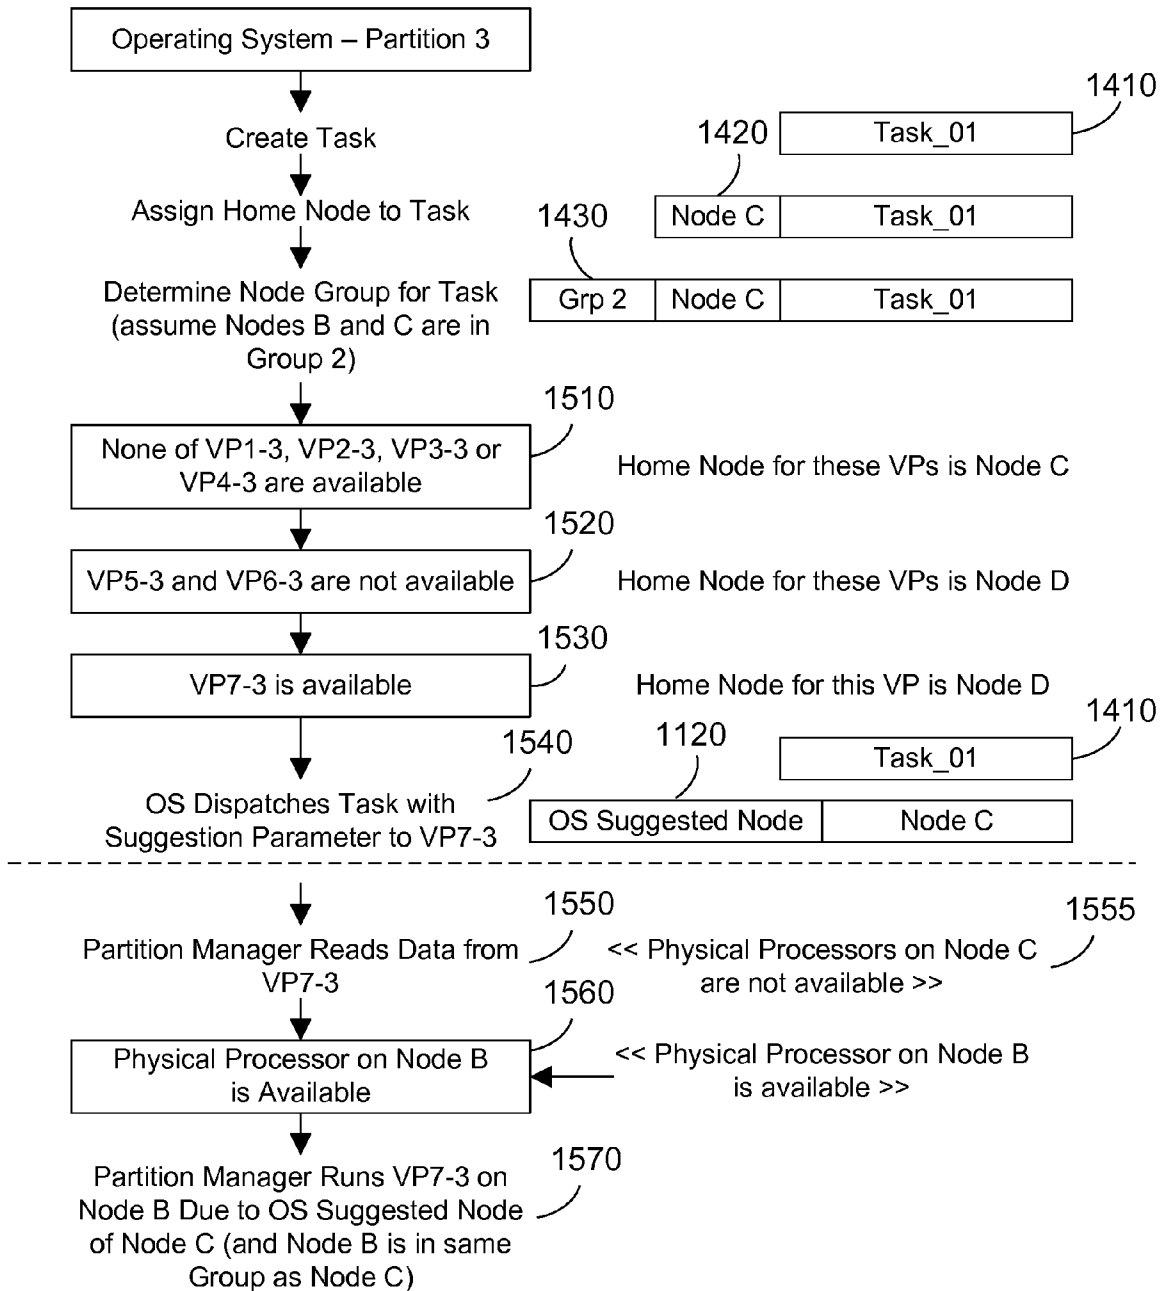 Operating System – Partition 3
1410
Create Task
1420
Task_01
Assign Home Node to Task
1430
Node C
Task_01
Determine Node Group for Task
(assume Nodes B and C are in
Group 2)
Grp 2
Node C
Task_01
1510
None of VP1-3, VP2-3, VP3-3 or
VP4-3 are available
Home Node for these VPs is Node C
1520
VP5-3 and VP6-3 are not available
Home Node for these VPs is Node D
1530
VP7-3 is available
Home Node for this VP is Node D
1540
1120
1410
Task_01
OS Dispatches Task with
Suggestion Parameter to VP7-3
OS Suggested Node
Node C
1550
1555
Partition Manager Reads Data from
VP7-3
<< Physical Processors on Node C
are not available >>
1560
Physical Processor on Node B
is Available
<< Physical Processor on Node B
is available >>
1570
Partition Manager Runs VP7-3 on
Node B Due to OS Suggested Node
of Node C (and Node B is in same
Group as Node C)